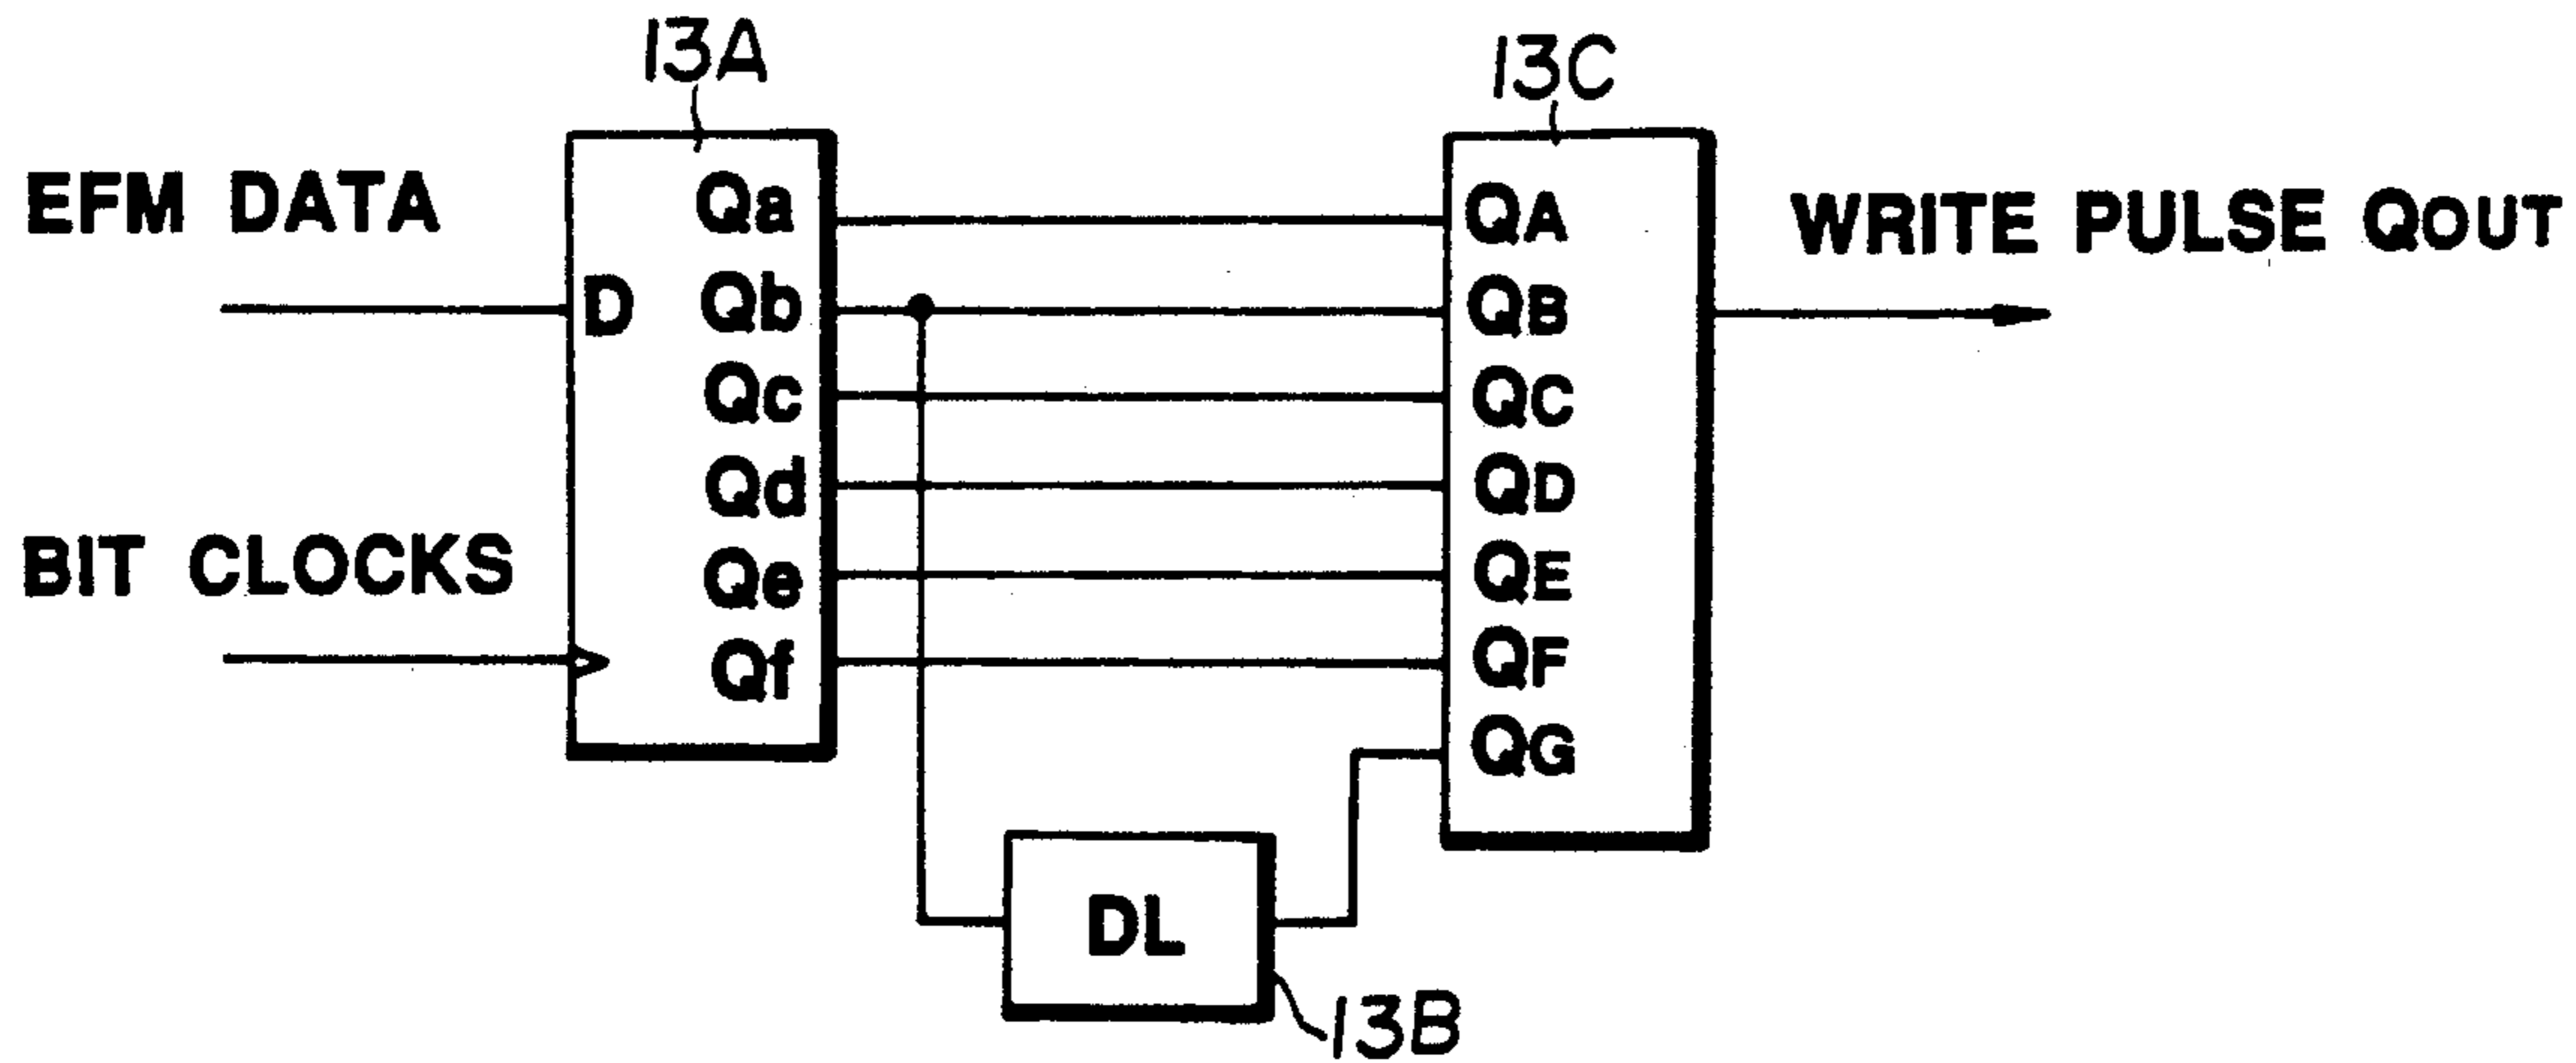 13A
13C
EFM DATA
Qa
QA
WRITE PULSE QOUT
D
Qb
QB
Qc
QC
Qd
QD
BIT CLOCKS
Qe
QE
Qf
QF
QG
DL
13B